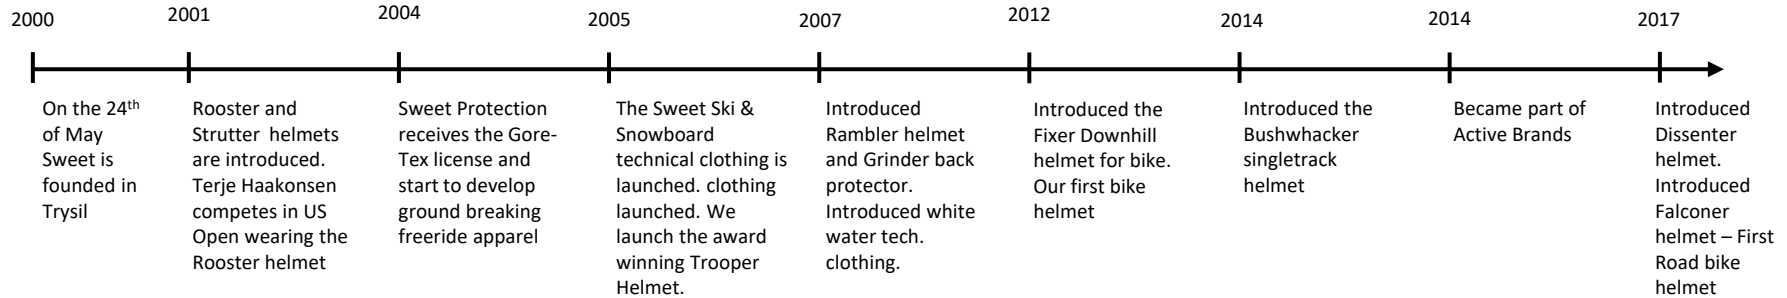 2000
2001
2004
2005
2007
2012
2014
2014
2017
On the 24th
of May
Sweet is
founded in
Trysil
Rooster and
Strutter helmets
are introduced.
Terje Haakonsen
competes in US
Open wearing the
Rooster helmet
Sweet Protection
receives the Gore-
Tex license and
start to develop
ground breaking
freeride apparel
The Sweet Ski &
Snowboard
technical clothing is
launched. clothing
launched. We
launch the award
winning Trooper
Helmet.
Introduced
Rambler helmet
and Grinder back
protector.
Introduced white
water tech.
clothing.
Introduced the
Fixer Downhill
helmet for bike.
Our first bike
helmet
Introduced the
Bushwhacker
singletrack
helmet
Became part of
Active Brands
Introduced
Dissenter
helmet.
Introduced
Falconer
helmet – First
Road bike
helmet